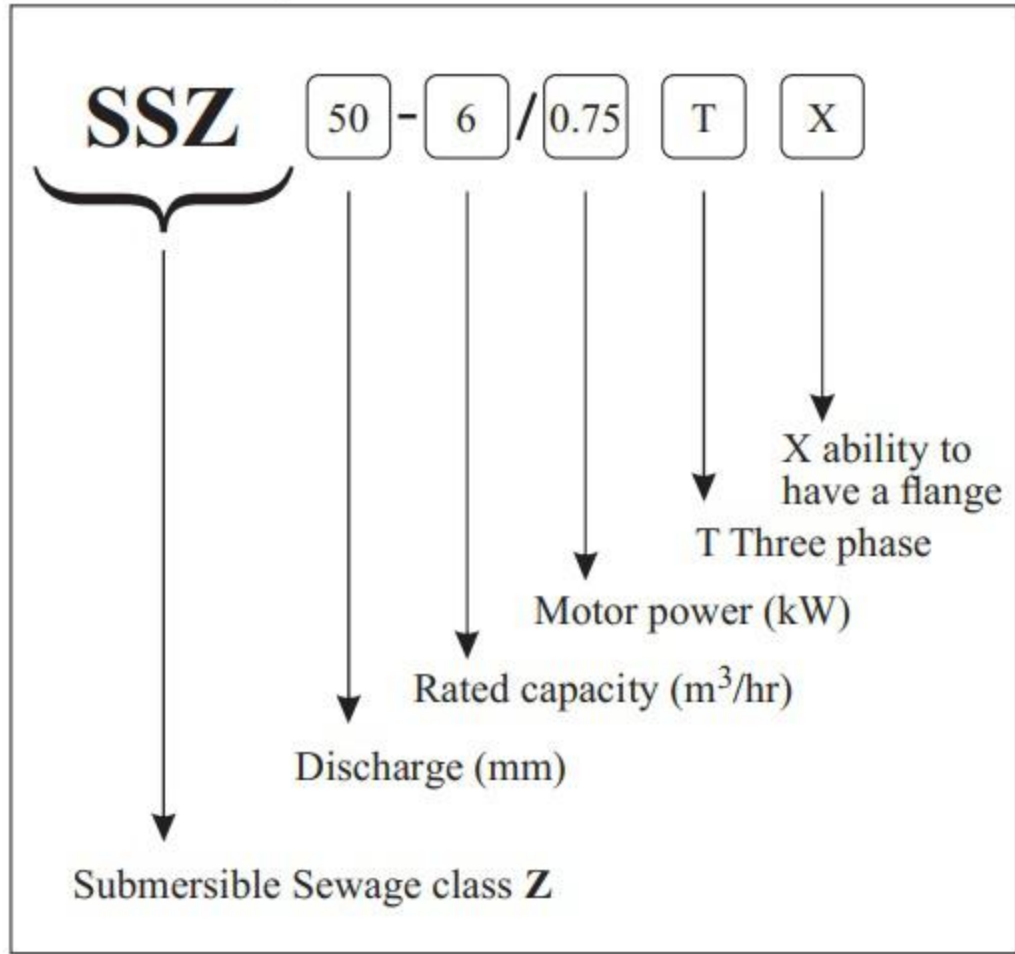 SSZ 50 - 6 / 0.75 T X
X ability to
have a flange
T Three phase
Motor power (kW)
Rated capacity (m³/hr)
Discharge (mm)
Submersible Sewage class Z